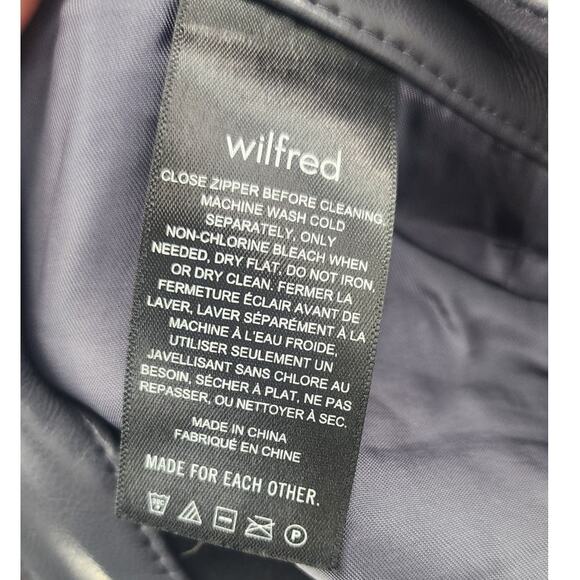 wilfred
CLOSE ZIPPER BEFORE CLEANING
MACHINE WASH COLD
SEPARATELY, ONLY
NON-CHLORINE BLEACH WHEN
NEEDED, DRY FLAT, DO NOT IRON,
OR DRY CLEAN. FERMER LA
FERMETURE ÉCLAIR AVANT DE
LAVER, LAVER SÉPARÉMENT À LA
MACHINE À L'EAU FROIDE,
UTILISER SEULEMENT UN
JAVELLISANT SANS CHLORE AU
BESOIN, SÉCHER À PLAT, NE PAS
REPASSER, OU NETTOYER À SEC.
MADE IN CHINA
FABRIQUÉ EN CHINE
MADE FOR EACH OTHER.
P